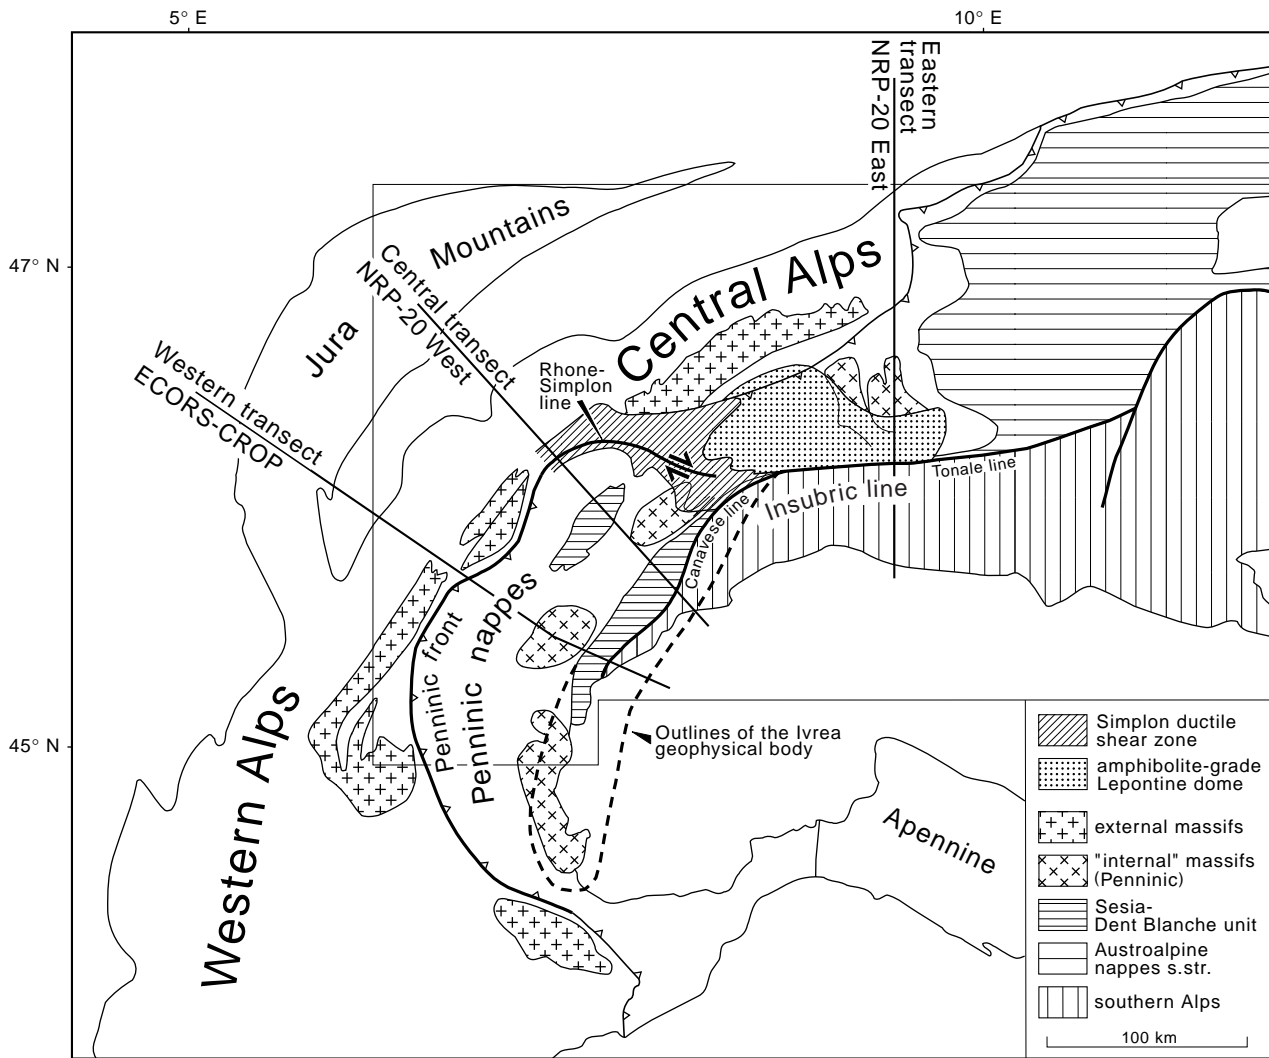 5° E
10° E
47° N
45° N
Eastern
transect
NRP-20 East
Jura
Mountains
Central transect
NRP-20 West
Central Alps
Western transect
ECORS-CROP
Rhone-
Simplon
line
Tonale line
Insubric line
Canavese line
Penninic nappes
Penninic front
Western Alps
Outlines of the Ivrea
geophysical body
Apennine
Simplon ductile
shear zone
amphibolite-grade
Lepontine dome
external massifs
"internal" massifs
(Penninic)
Sesia-
Dent Blanche unit
Austroalpine
nappes s.str.
southern Alps
100 km